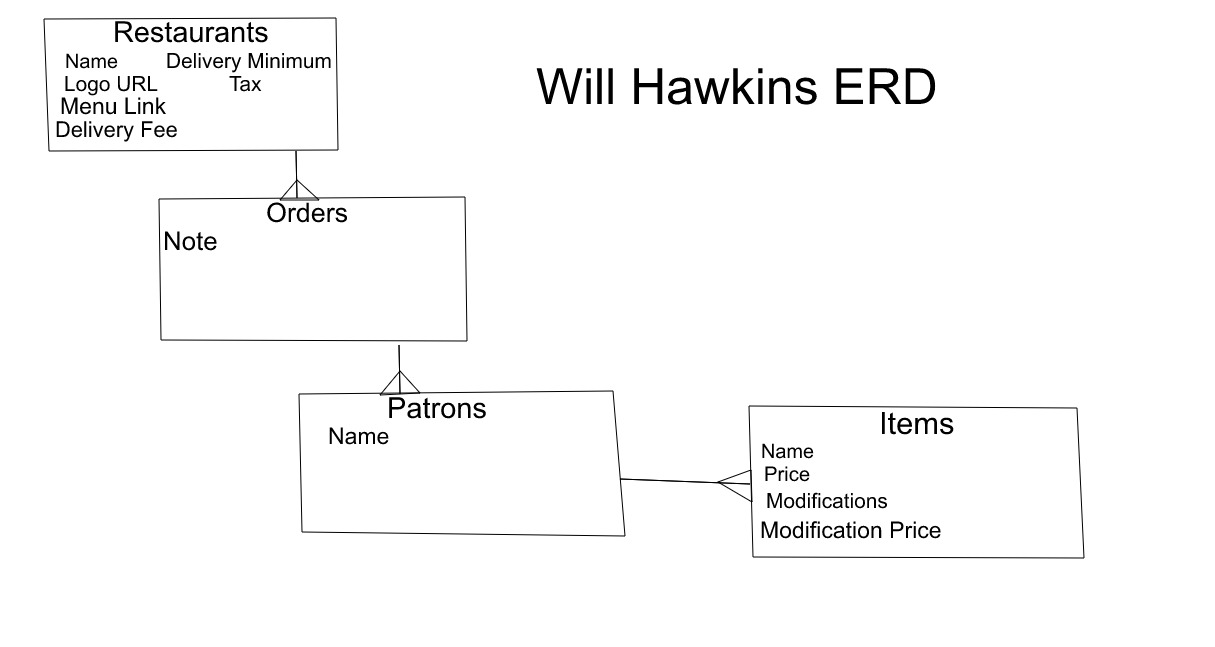 Restaurants
Name Delivery Minimum
Logo URL Tax
Menu Link
Delivery Fee
Will Hawkins ERD
Orders
Note
Patrons
Name
Items
Name
Price
Modifications
Modification Price